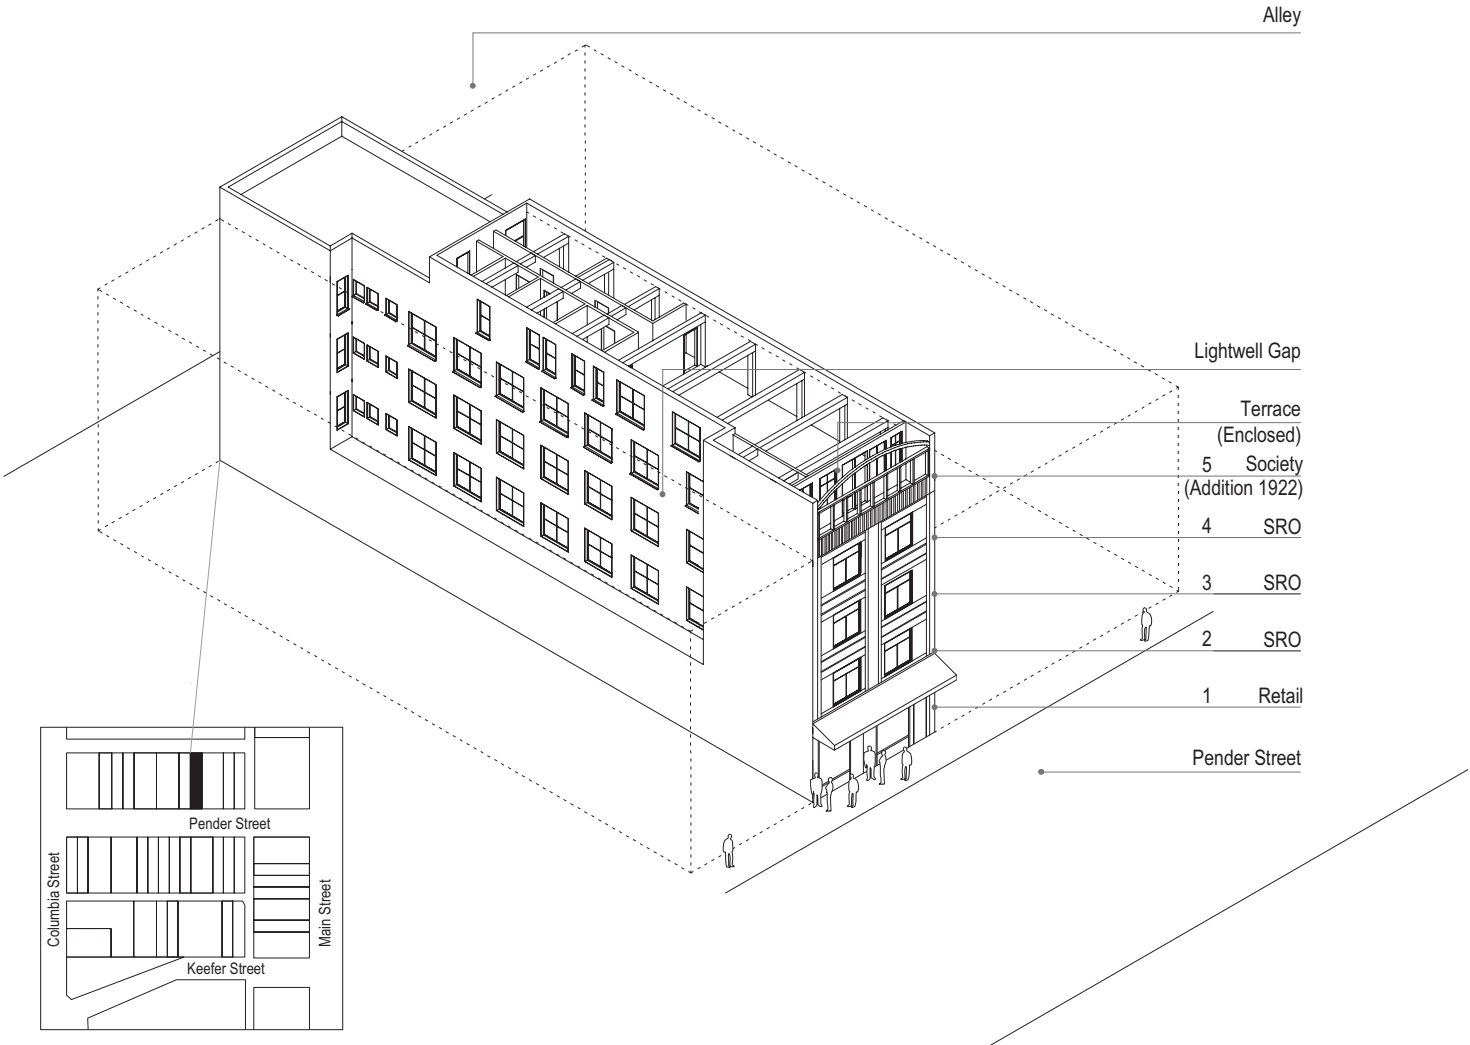 Alley
Lightwell Gap
Terrace
(Enclosed)
5 Society
(Addition 1922)
4 SRO
3 SRO
2 SRO
1 Retail
Pender Street
Pender Street
Columbia Street
Main Street
Keefer Street